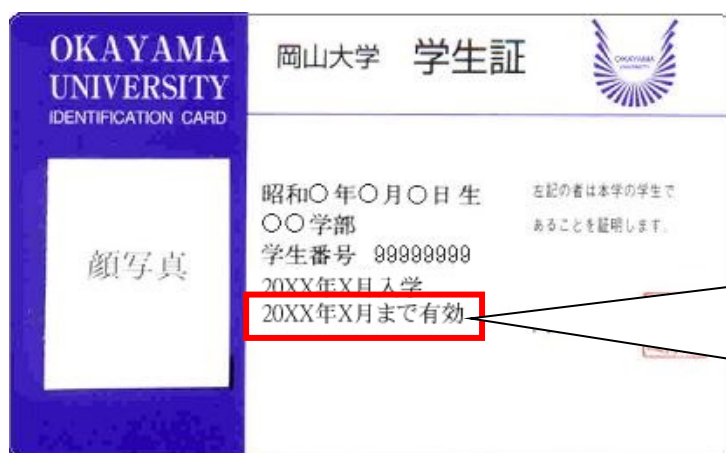 OKAYAMA
UNIVERSITY
IDENTIFICATION CARD
岡山大学 学生証
OKAYAMA
UNIVERSITY
顔写真
昭和○年○月○日 生
○○学部
学生番号 99999999
20XX年X月入学
20XX年X月まで有効
左記の者は本学の学生で
あることを証明します.